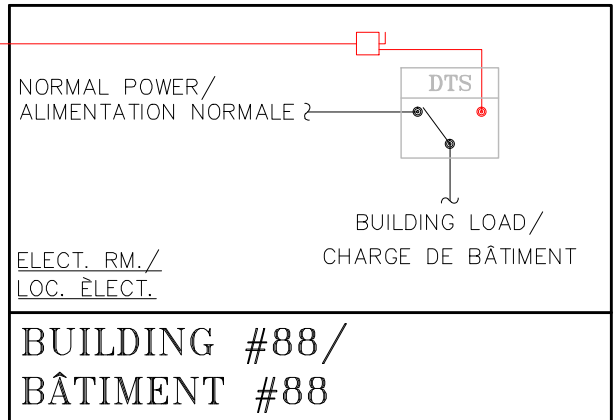 DTS
NORMAL POWER/
ALIMENTATION NORMALE
BUILDING LOAD/
CHARGE DE BÂTIMENT
ELECT. RM./
LOC. ÈLECT.
BUILDING #88/
BÂTIMENT #88